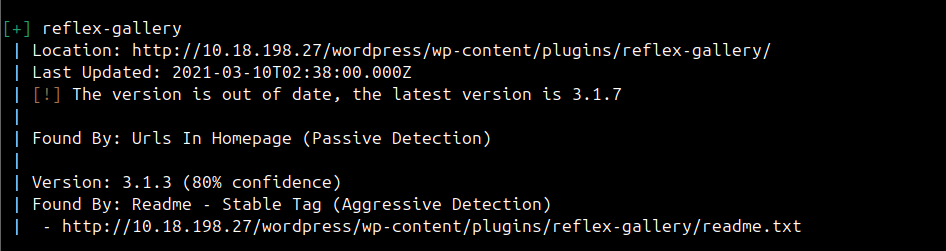 [+] reflex-gallery
| Location: http://10.18.198.27/wordpress/wp-content/plugins/reflex-gallery/
| Last Updated: 2021-03-10T02:38:00.000Z
| [!] The version is out of date, the latest version is 3.1.7
|
| Found By: Urls In Homepage (Passive Detection)
|
| Version: 3.1.3 (80% confidence)
| Found By: Readme - Stable Tag (Aggressive Detection)
|  - http://10.18.198.27/wordpress/wp-content/plugins/reflex-gallery/readme.txt